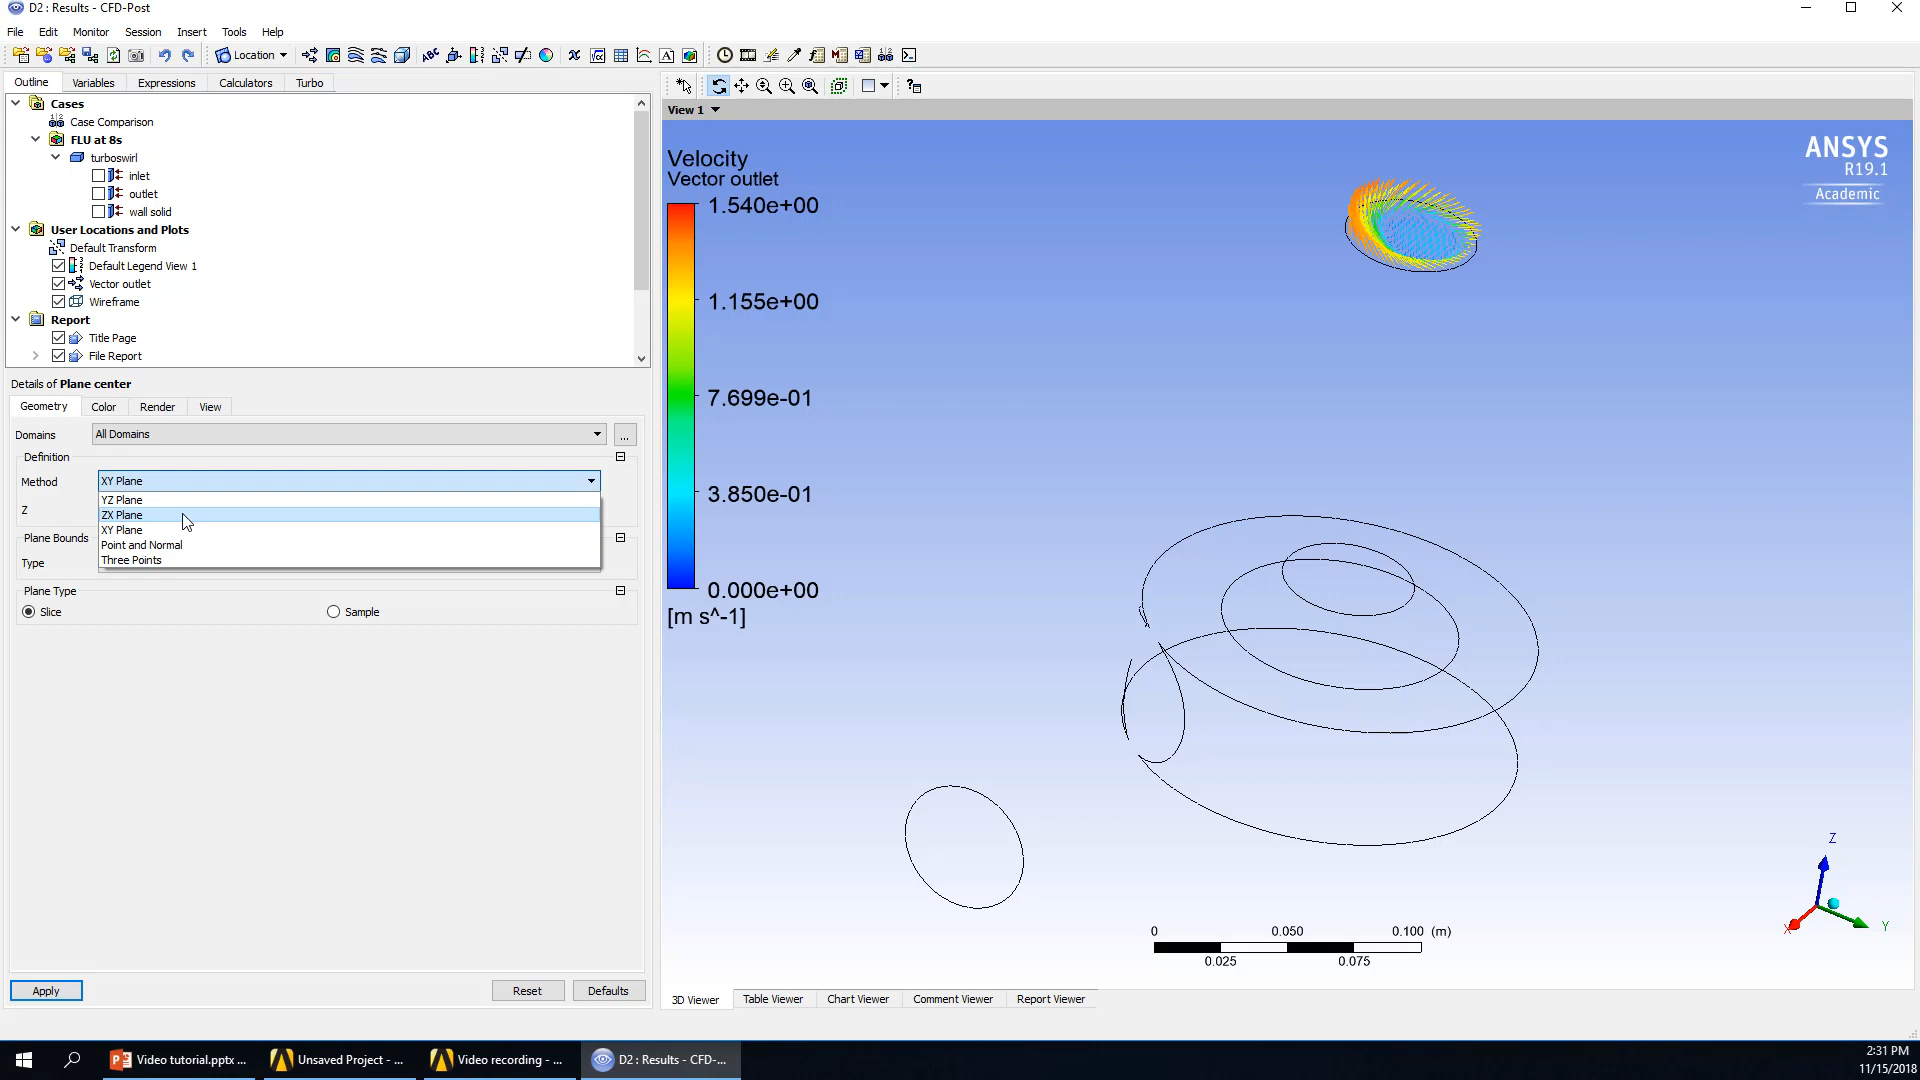 D2 : Results - CFD-Post
File Edit Monitor Session Insert Tools Help
Location
Outline Variables Expressions Calculators Turbo
Cases
Case Comparison
FLU at 8s
turboswirl
inlet
outlet
wall solid
User Locations and Plots
Default Transform
Default Legend View 1
Vector outlet
Wireframe
Report
Title Page
File Report
Details of Plane center
Geometry Color Render View
Domains All Domains ...
Definition
Method XY Plane
YZ Plane
Z
ZX Plane
XY Plane
Plane Bounds
Point and Normal
Type
Three Points
Plane Type
Slice Sample
Apply Reset Defaults
View 1
Velocity
Vector outlet
1.540e+00
1.155e+00
7.699e-01
3.850e-01
0.000e+00
[m s^-1]
ANSYS
R19.1
Academic
Z
X
Y
0 0.050 0.100 (m)
0.025 0.075
3D Viewer Table Viewer Chart Viewer Comment Viewer Report Viewer
Video tutorial.pptx ... Unsaved Project - ... Video recording - ... D2 : Results - CFD-...
2:31 PM
11/15/2018